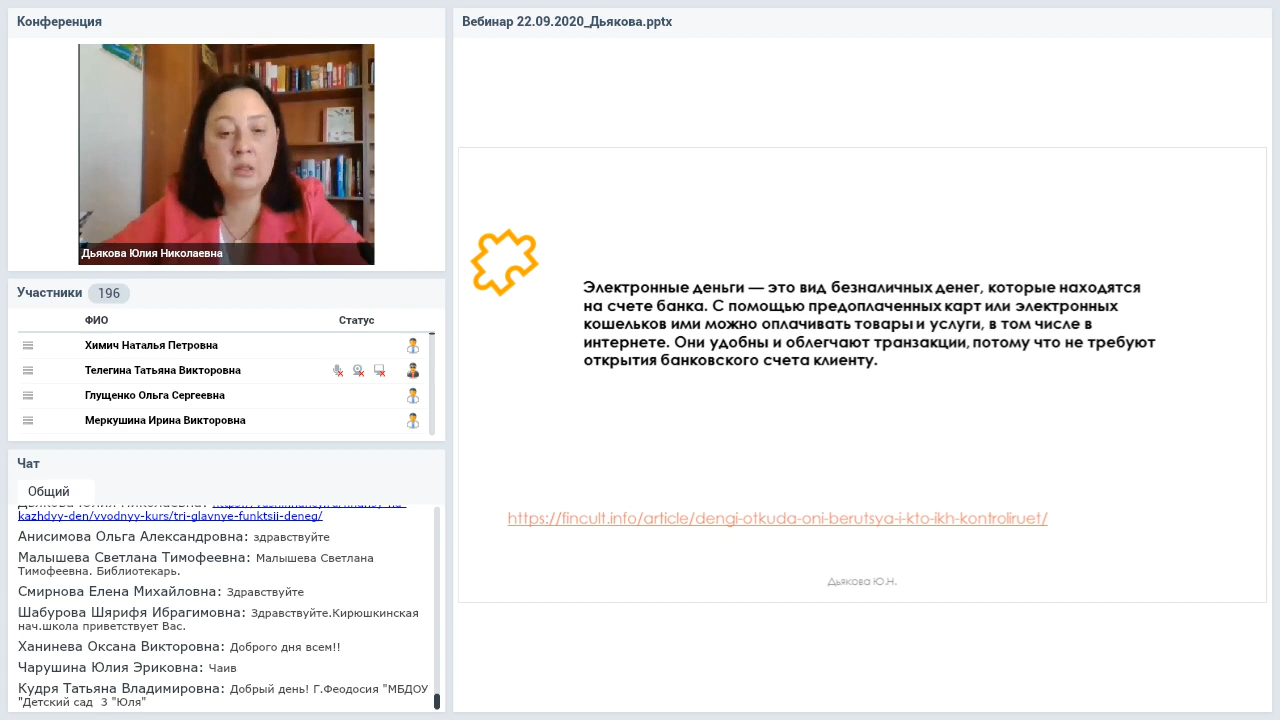 Конференция
Дьякова Юлия Николаевна
Участники 196
ФИО Статус
Химич Наталья Петровна
Телегина Татьяна Викторовна
Глущенко Ольга Сергеевна
Меркушина Ирина Викторовна
Чат
Общий
Дьякова Юлия Николаевна:
kazhdyy-den/vvodnyy-kurs/tri-glavnye-funktsii-deneg/
Анисимова Ольга Александровна: здравствуйте
Малышева Светлана Тимофеевна: Малышева Светлана
Тимофеевна. Библиотекарь.
Смирнова Елена Михайловна: Здравствуйте
Шабурова Шярифя Ибрагимовна: Здравствуйте.Кирюшкинская
нач.школа приветствует Вас.
Ханинева Оксана Викторовна: Доброго дня всем!!
Чарушина Юлия Эриковна: Чаив
Кудря Татьяна Владимировна: Добрый день! Г.Феодосия "МБДОУ
"Детский сад 3 "Юля"
Вебинар 22.09.2020_Дьякова.pptx
Электронные деньги — это вид безналичных денег, которые находятся
на счете банка. С помощью предоплаченных карт или электронных
кошельков ими можно оплачивать товары и услуги, в том числе в
интернете. Они удобны и облегчают транзакции, потому что не требуют
открытия банковского счета клиенту.
https://fincult.info/article/dengi-otkuda-oni-berutsya-i-kto-ikh-kontroliruet/
Дьякова Ю.Н.